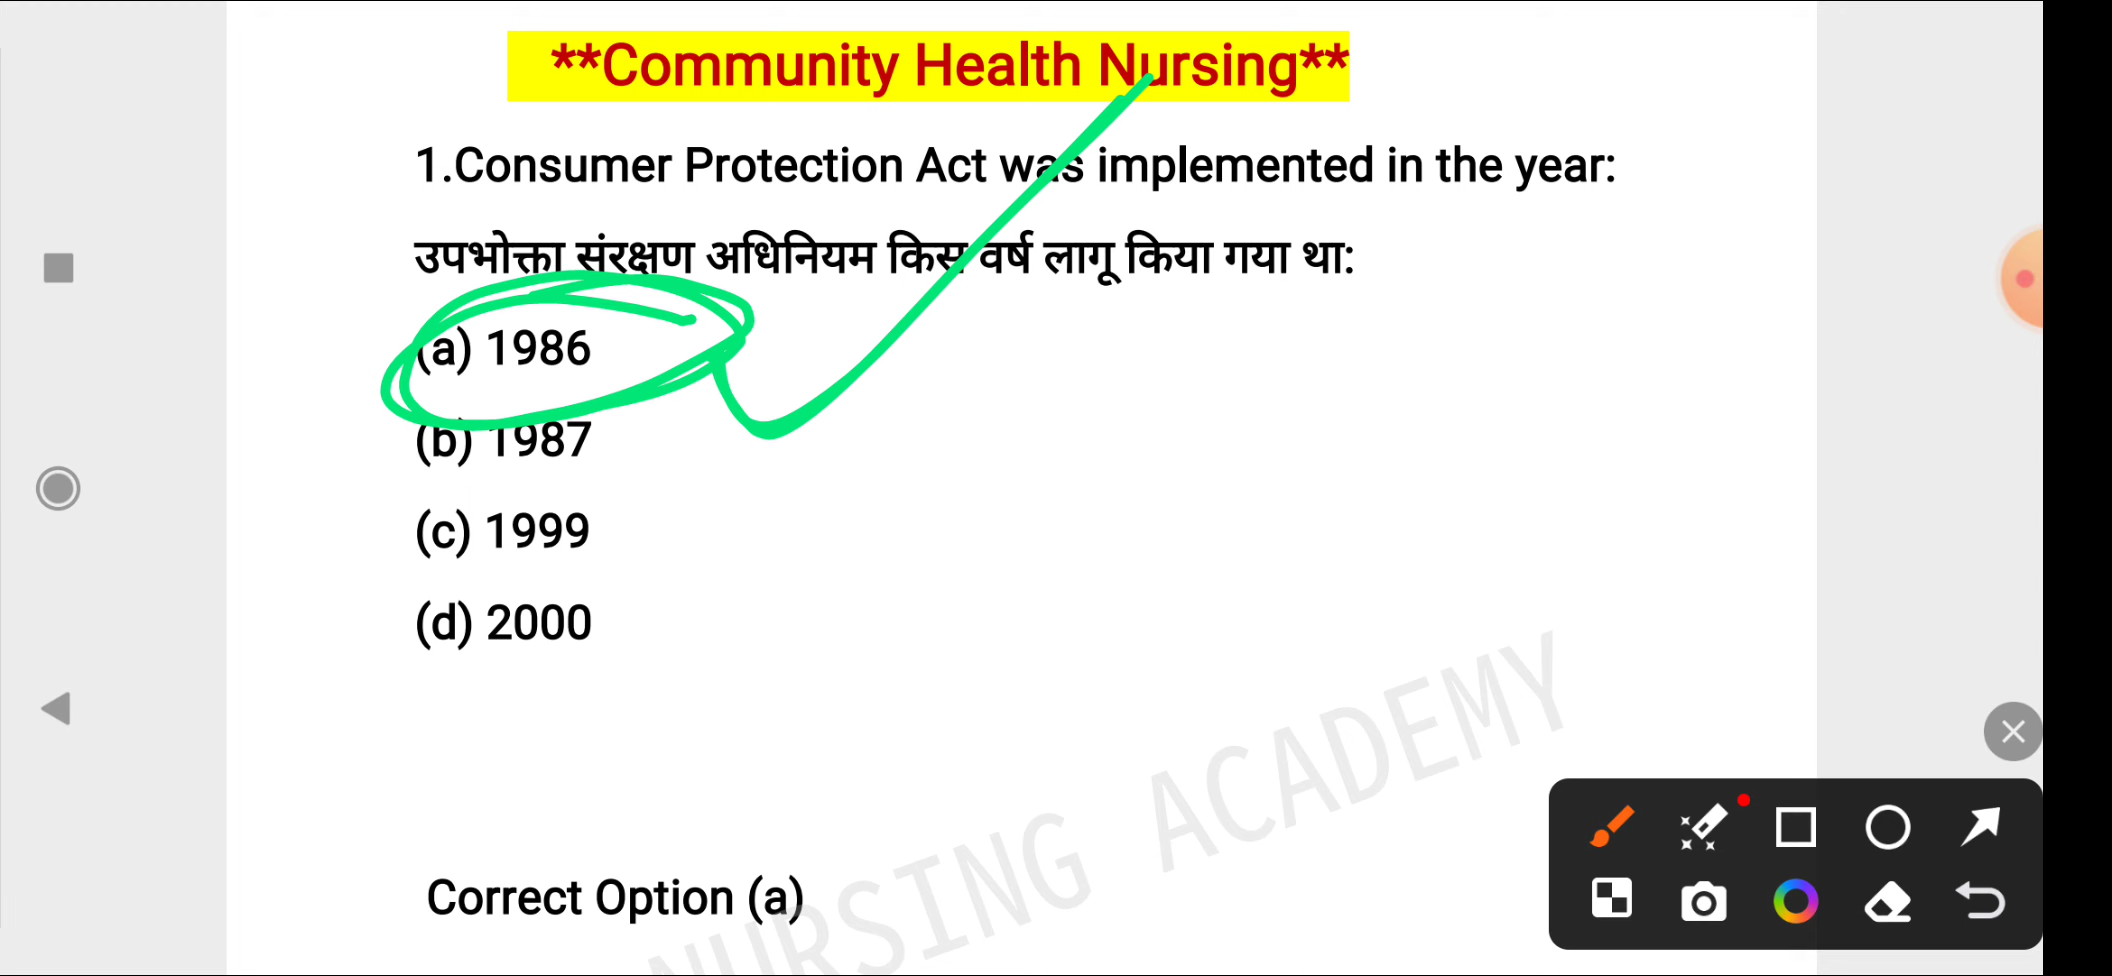 **Community Health Nursing**
1.Consumer Protection Act was implemented in the year:
उपभोक्ता संरक्षण अधिनियम किस वर्ष लागू किया गया था:
(a) 1986
(b) 1987
(c) 1999
(d) 2000
Correct Option (a)
NURSING ACADEMY